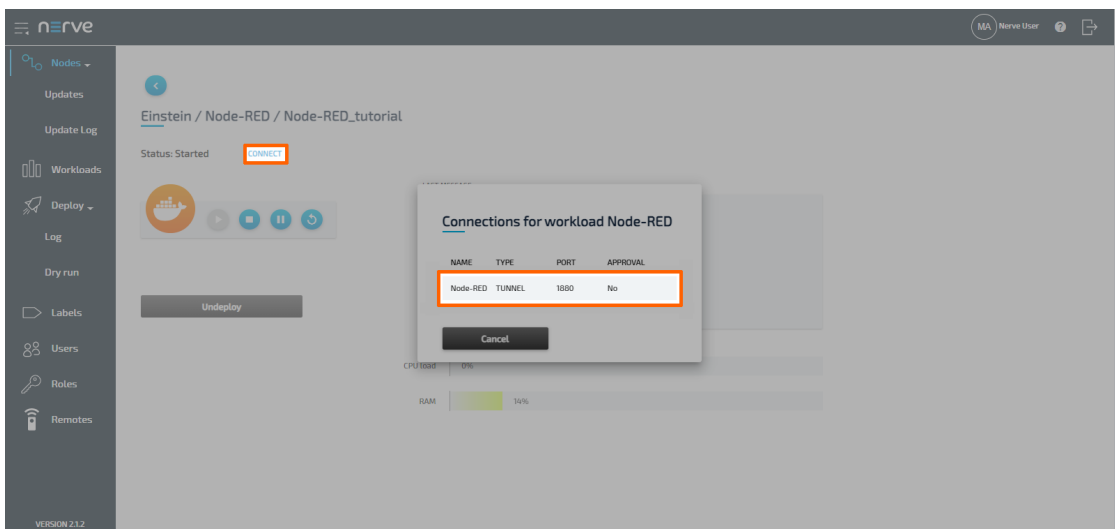 nerve
MA Nerve User
Nodes
Updates
Update Log
Workloads
Deploy
Log
Dry run
Labels
Users
Roles
Remotes
VERSION 2.1.2
Einstein / Node-RED / Node-RED_tutorial
Status: Started CONNECT
Undeploy
Connections for workload Node-RED
NAME TYPE PORT APPROVAL
Node-RED TUNNEL 1880 No
Cancel
CPU load 0%
RAM 14%